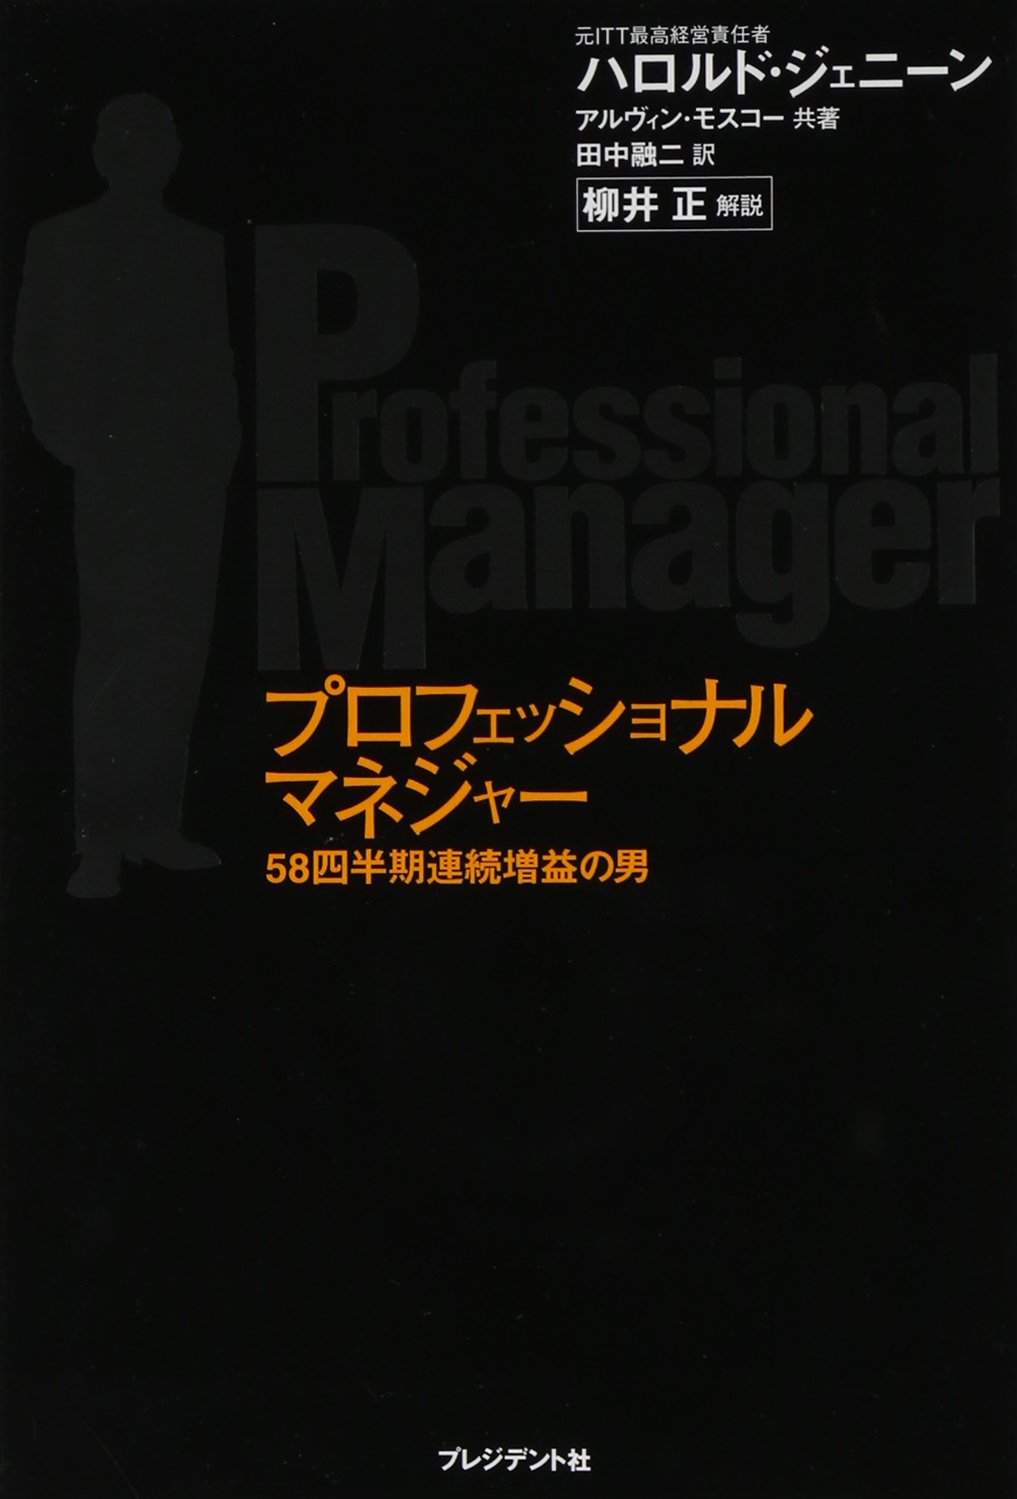 元ITT最高経営責任者
ハロルド・ジェニーン
アルヴィン・モスコー 共著
田中融二 訳
柳井 正 解説
Professional
Manager
プロフェッショナル
マネジャー
58四半期連続増益の男
プレジデント社